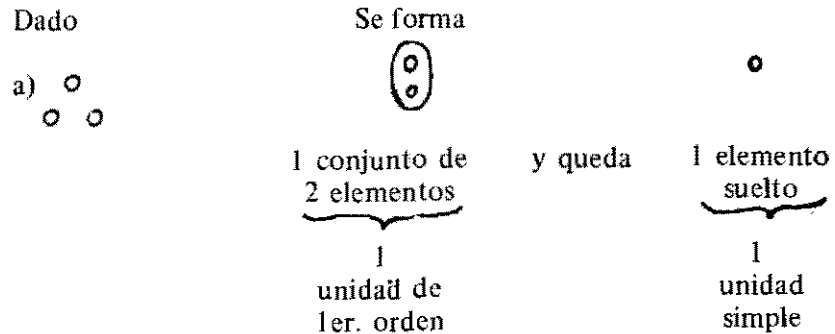 Dado Se forma
a)
1 conjunto de y queda 1 elemento
2 elementos suelto
1 1
unidad de unidad
1er. orden simple